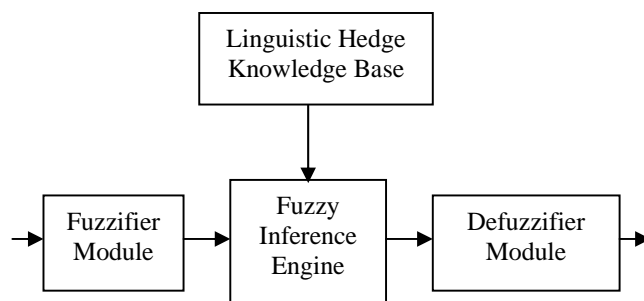 Linguistic Hedge
Knowledge Base
Fuzzifier
Module
Fuzzy
Inference
Engine
Defuzzifier
Module